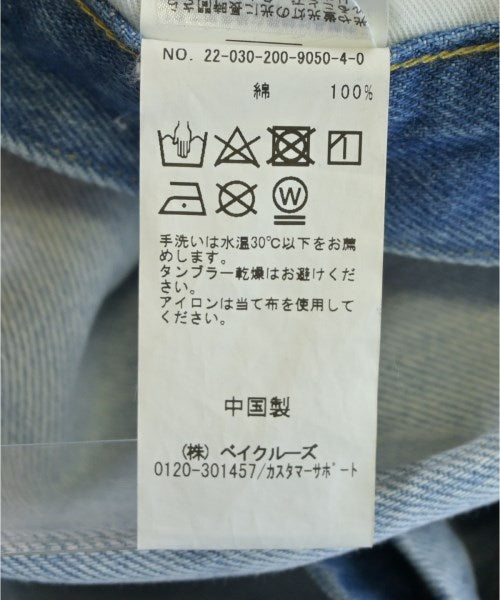 NO. 22-030-200-9050-4-0
綿 100%
W
手洗いは水温30℃以下をお薦
めします。
タンブラー乾燥はお避けくだ
さい。
アイロンは当て布を使用して
ください。
中国製
(株) ベイクルーズ
0120-301457/カスタマーサポート